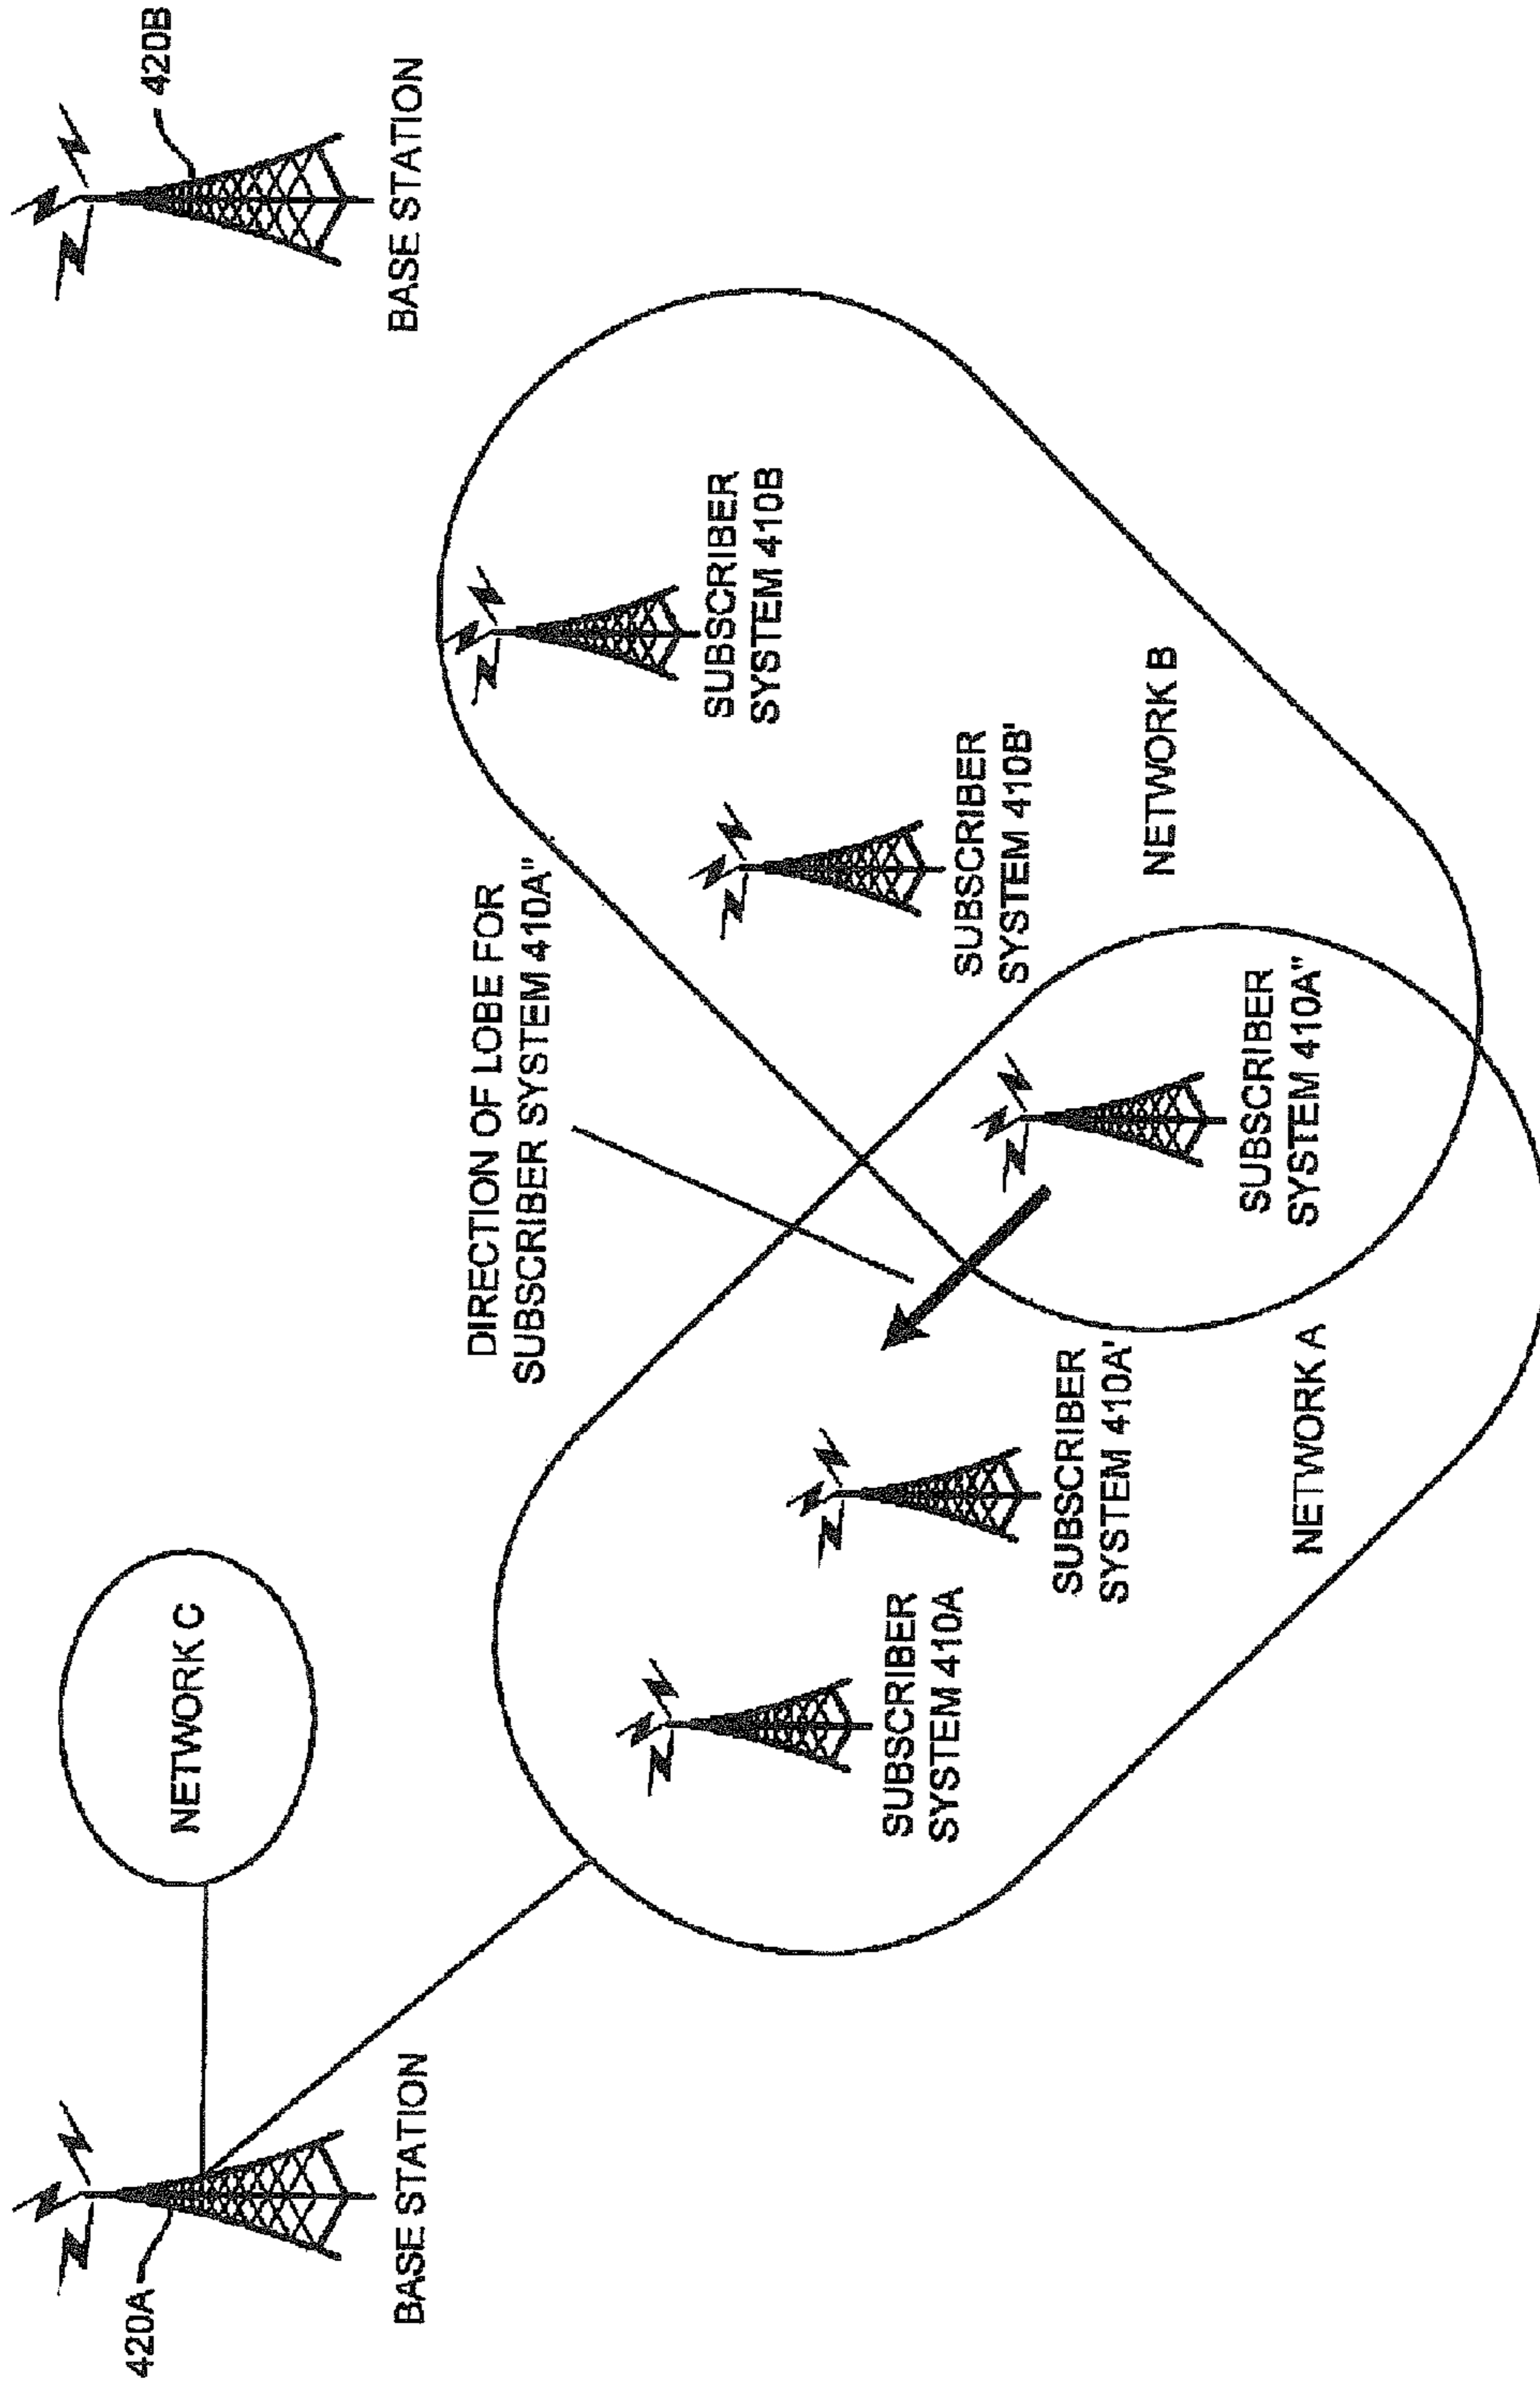 420A
BASE STATION
NETWORK C
420B
BASE STATION
DIRECTION OF LOBE FOR
SUBSCRIBER SYSTEM 410A"
SUBSCRIBER
SYSTEM 410A
SUBSCRIBER
SYSTEM 410A'
NETWORK A
SUBSCRIBER
SYSTEM 410A"
SUBSCRIBER
SYSTEM 410B'
SUBSCRIBER
SYSTEM 410B
NETWORK B